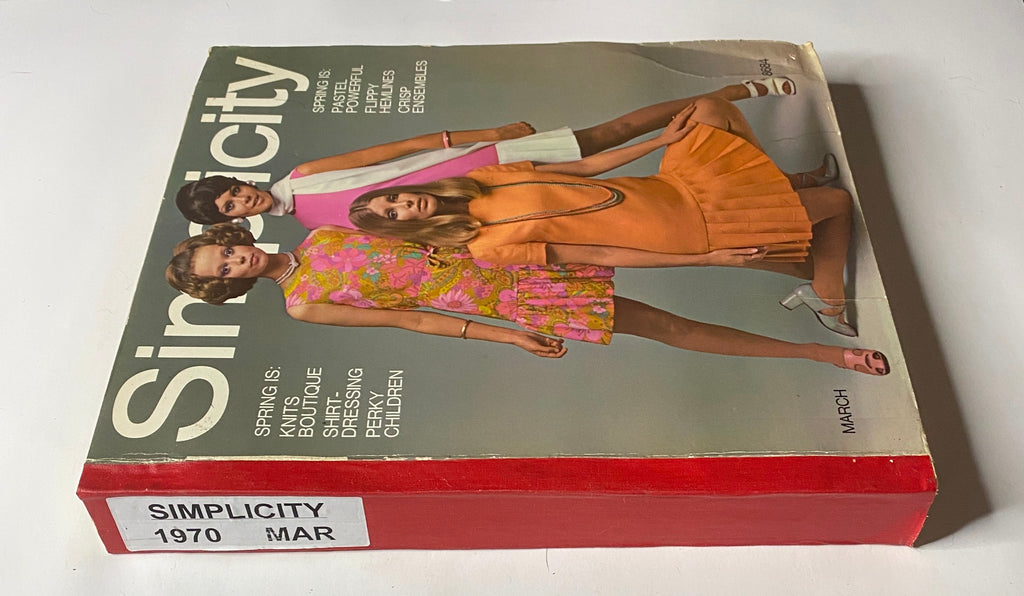 Simplicity
SPRING IS:
PASTEL
POWERFUL
FLIPPY
HEMLINES
CRISP
ENSEMBLES
SPRING IS:
KNITS
BOUTIQUE
SHIRT-
DRESSING
PERKY
CHILDREN
8684
MARCH
SIMPLICITY
1970 MAR